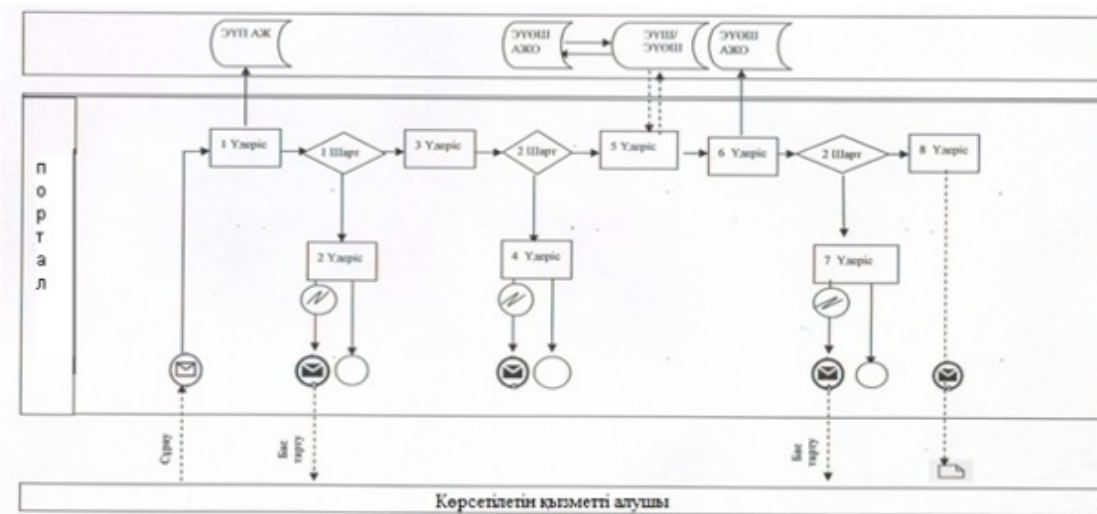 ЭҮП АЖ
ЭҮӨШ
АЖО
ЭҮШ/
ЭҮӨШ
ЭҮӨШ
АЖО
1 Үдеріс
1 Шарт
3 Үдеріс
2 Шарт
5 Үдеріс
6 Үдеріс
2 Шарт
8 Үдеріс
портал
2 Үдеріс
4 Үдеріс
7 Үдеріс
Сұрау
Бас
тарту
Бас
тарту
Көрсетілетін қызметті алушы